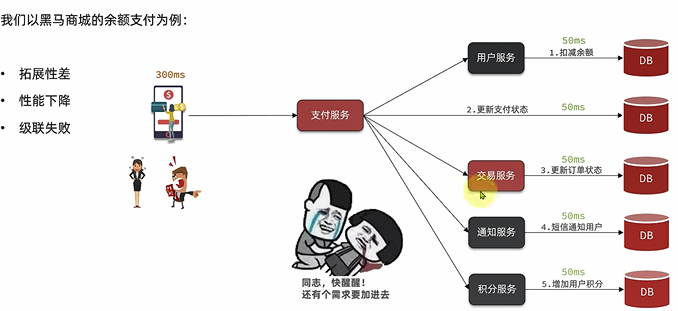 我们以黑马商城的余额支付为例：
• 拓展性差
• 性能下降
• 级联失败
300ms
支付服务
用户服务
50ms
1.扣减余额
DB
2.更新支付状态
50ms
DB
交易服务
50ms
3.更新订单状态
DB
通知服务
50ms
4.短信通知用户
DB
积分服务
50ms
5.增加用户积分
DB
同志，快醒醒！
还有个需求要加进去